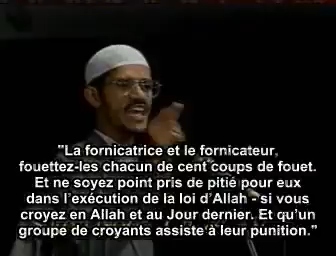 "La fornicatrice et le fornicateur,
fouettez-les chacun de cent coups de fouet.
Et ne soyez point pris de pitié pour eux
dans l'exécution de la loi d'Allah - si vous
croyez en Allah et au Jour dernier. Et qu'un
groupe de croyants assiste à leur punition."